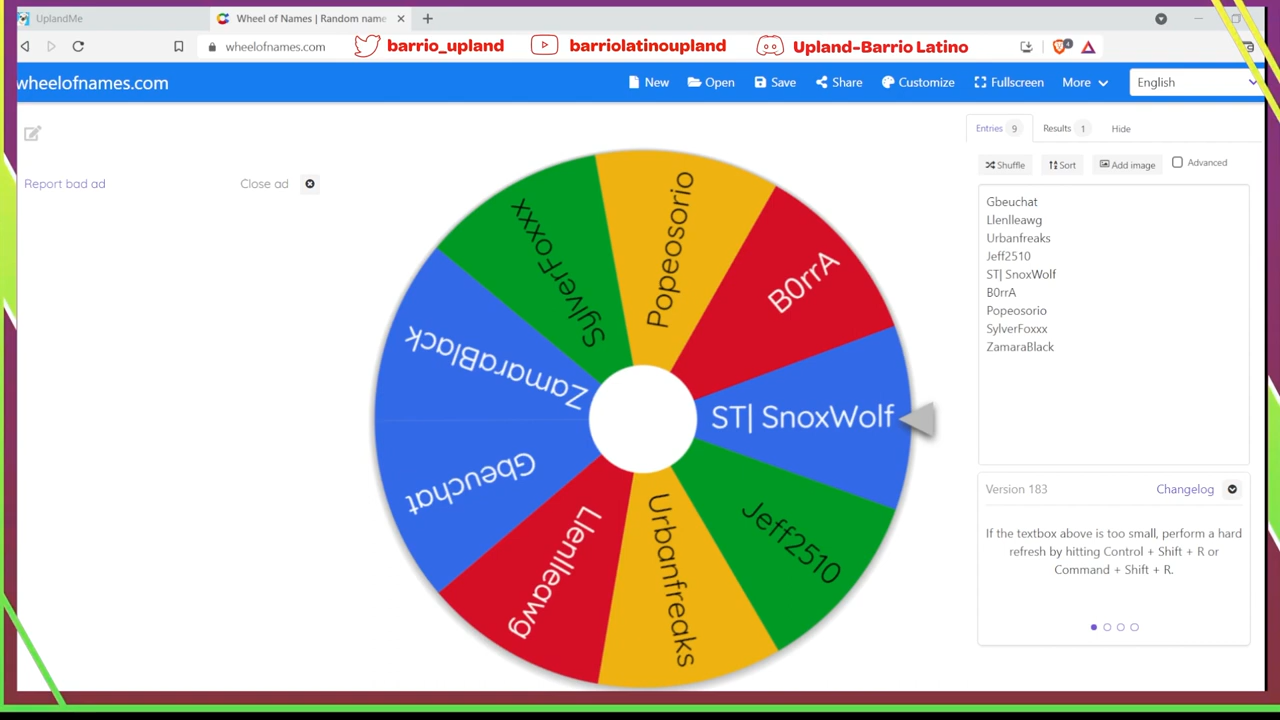 UplandMe
Wheel of Names | Random name
wheelofnames.com
barrio_upland
barriolatinoupland
Upland-Barrio Latino
4
wheelofnames.com
New
Open
Save
Share
Customize
Fullscreen
More
English
Entries 9
Results 1
Hide
Report bad ad
Close ad
Shuffle
Sort
Add image
Advanced
Gbeuchat
Llenlleawg
Urbanfreaks
Jeff2510
ST| SnoxWolf
B0rrA
Popeosorio
SylverFoxxx
ZamaraBlack
Popeosorio
B0rrA
ST| SnoxWolf
Jeff2510
Urbanfreaks
Llenlleawg
Gbeuchat
ZamaraBlack
SylverFoxxx
Version 183
Changelog
If the textbox above is too small, perform a hard
refresh by hitting Control + Shift + R or
Command + Shift + R.